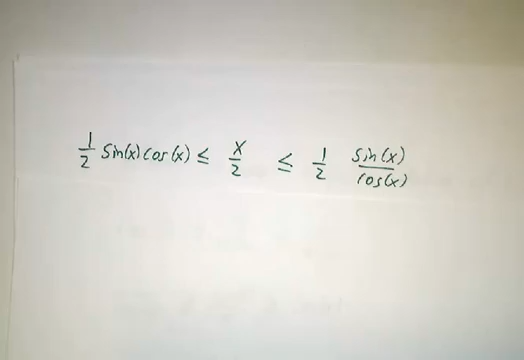 1/2 Sin(x) cos(x) ≤ x/2 ≤ 1/2 sin(x)/cos(x)